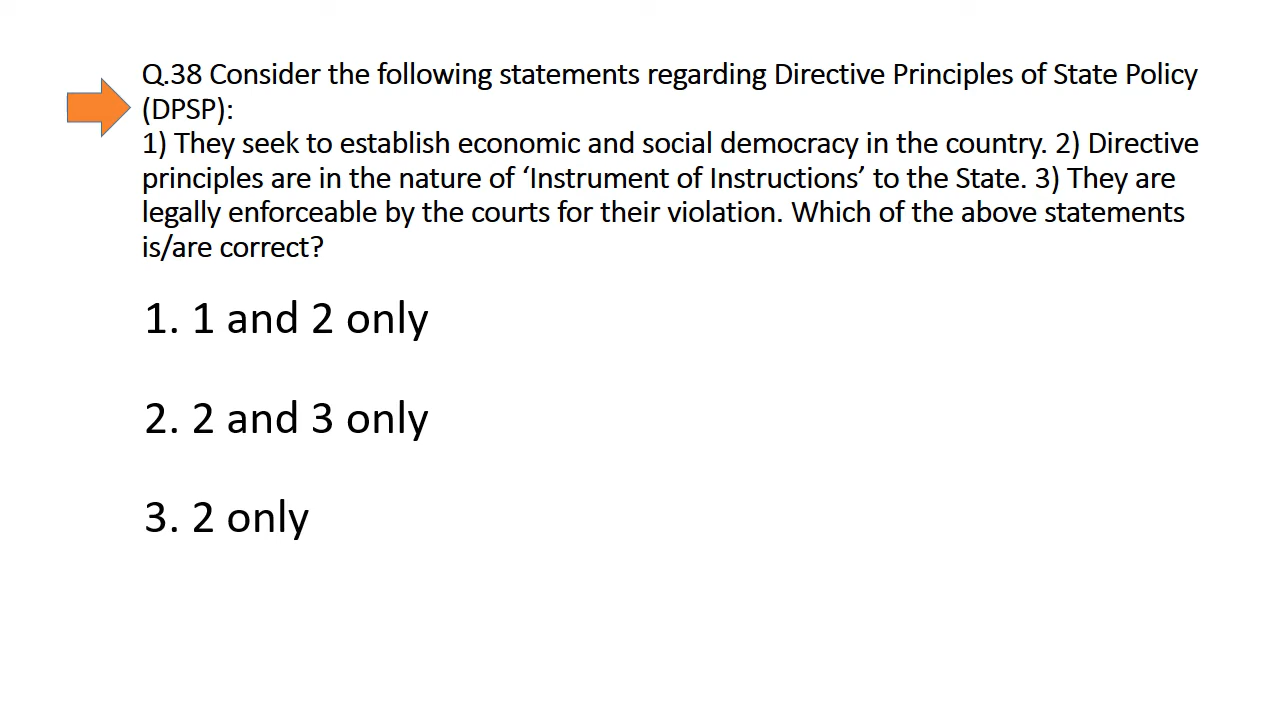 Q.38 Consider the following statements regarding Directive Principles of State Policy
(DPSP):
1) They seek to establish economic and social democracy in the country. 2) Directive
principles are in the nature of ‘Instrument of Instructions’ to the State. 3) They are
legally enforceable by the courts for their violation. Which of the above statements
is/are correct?
1. 1 and 2 only
2. 2 and 3 only
3. 2 only